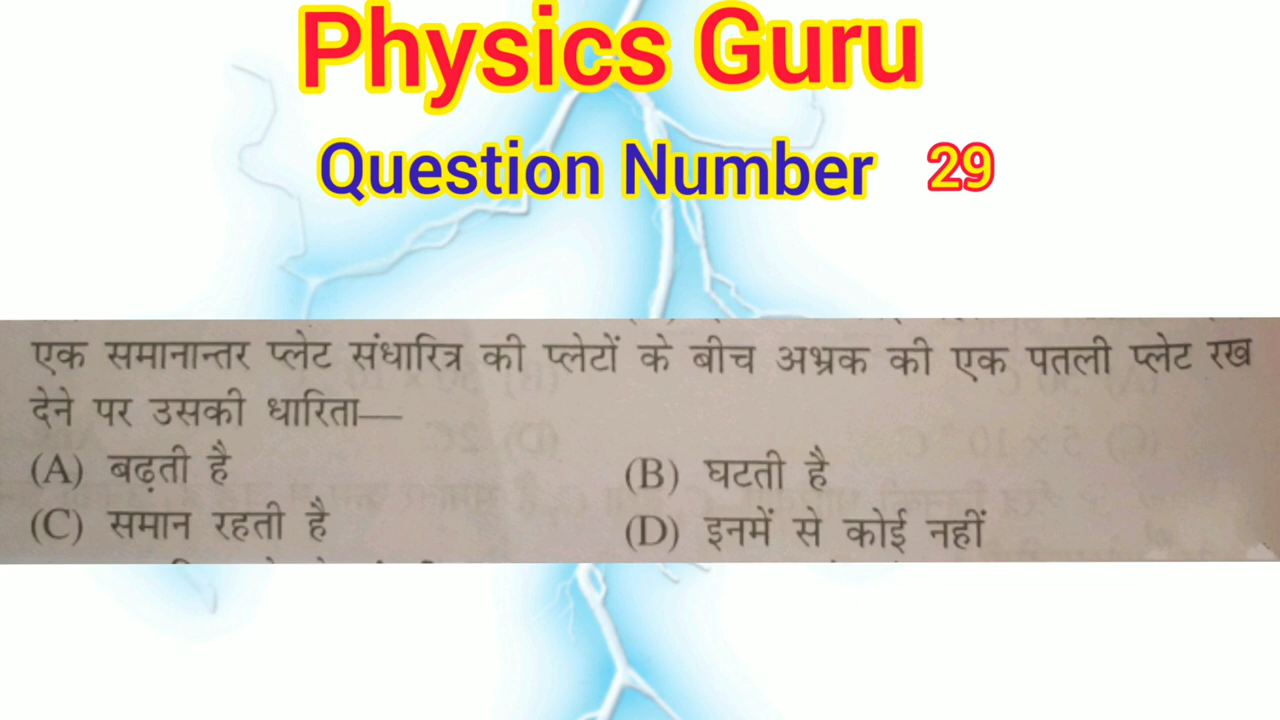 Physics Guru
Question Number 29
एक समानान्तर प्लेट संधारित्र की प्लेटों के बीच अभ्रक की एक पतली प्लेट रख
देने पर उसकी धारिता—
(A) बढ़ती है (B) घटती है
(C) समान रहती है (D) इनमें से कोई नहीं